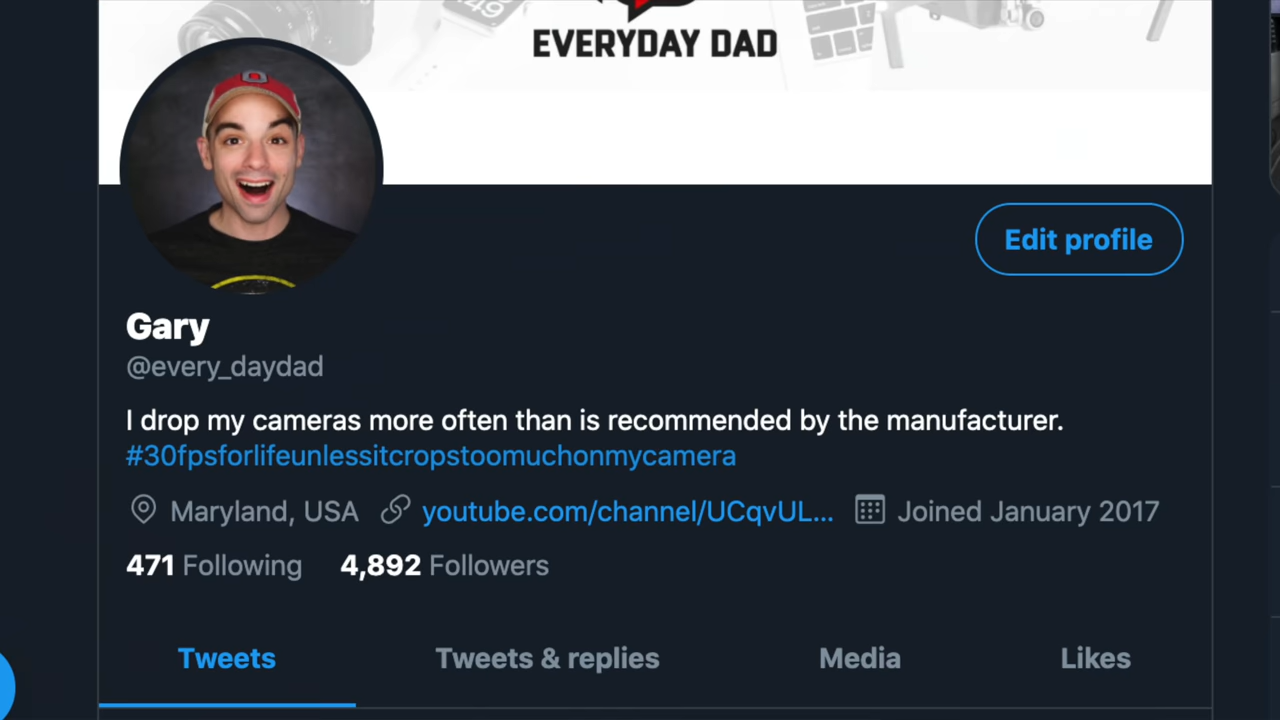 49
EVERYDAY DAD
Edit profile
Gary
@every_daydad
I drop my cameras more often than is recommended by the manufacturer.
#30fpsforlifeunlessitcropstoomuchonmycamera
Maryland, USA youtube.com/channel/UCqvUL... Joined January 2017
471 Following 4,892 Followers
Tweets Tweets & replies Media Likes